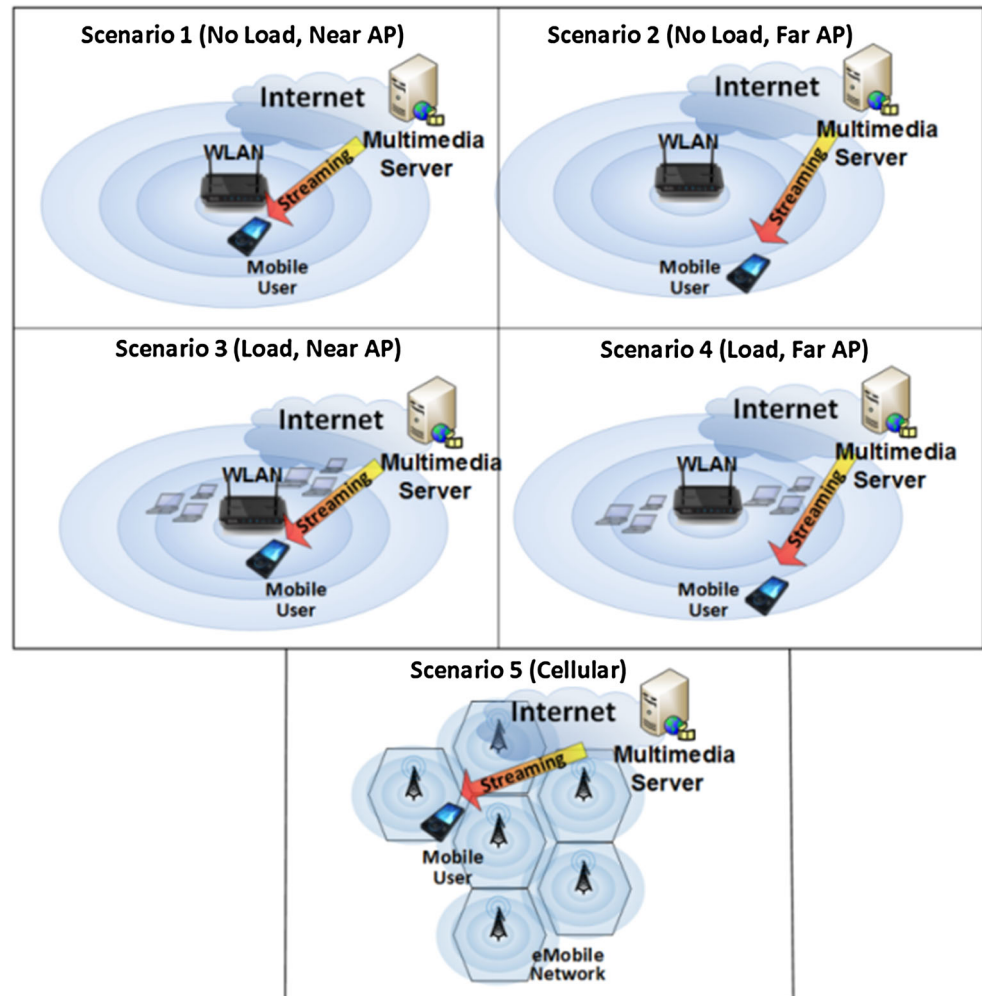 Scenario 1 (No Load, Near AP)
Internet
WLAN
Multimedia
Server
Streaming
Mobile
User
Scenario 2 (No Load, Far AP)
Internet
WLAN
Multimedia
Server
Streaming
Mobile
User
Scenario 3 (Load, Near AP)
Internet
WLAN
Multimedia
Server
Streaming
Mobile
User
Scenario 4 (Load, Far AP)
Internet
WLAN
Multimedia
Server
Streaming
Mobile
User
Scenario 5 (Cellular)
Internet
Multimedia
Server
Streaming
Mobile
User
eMobile
Network